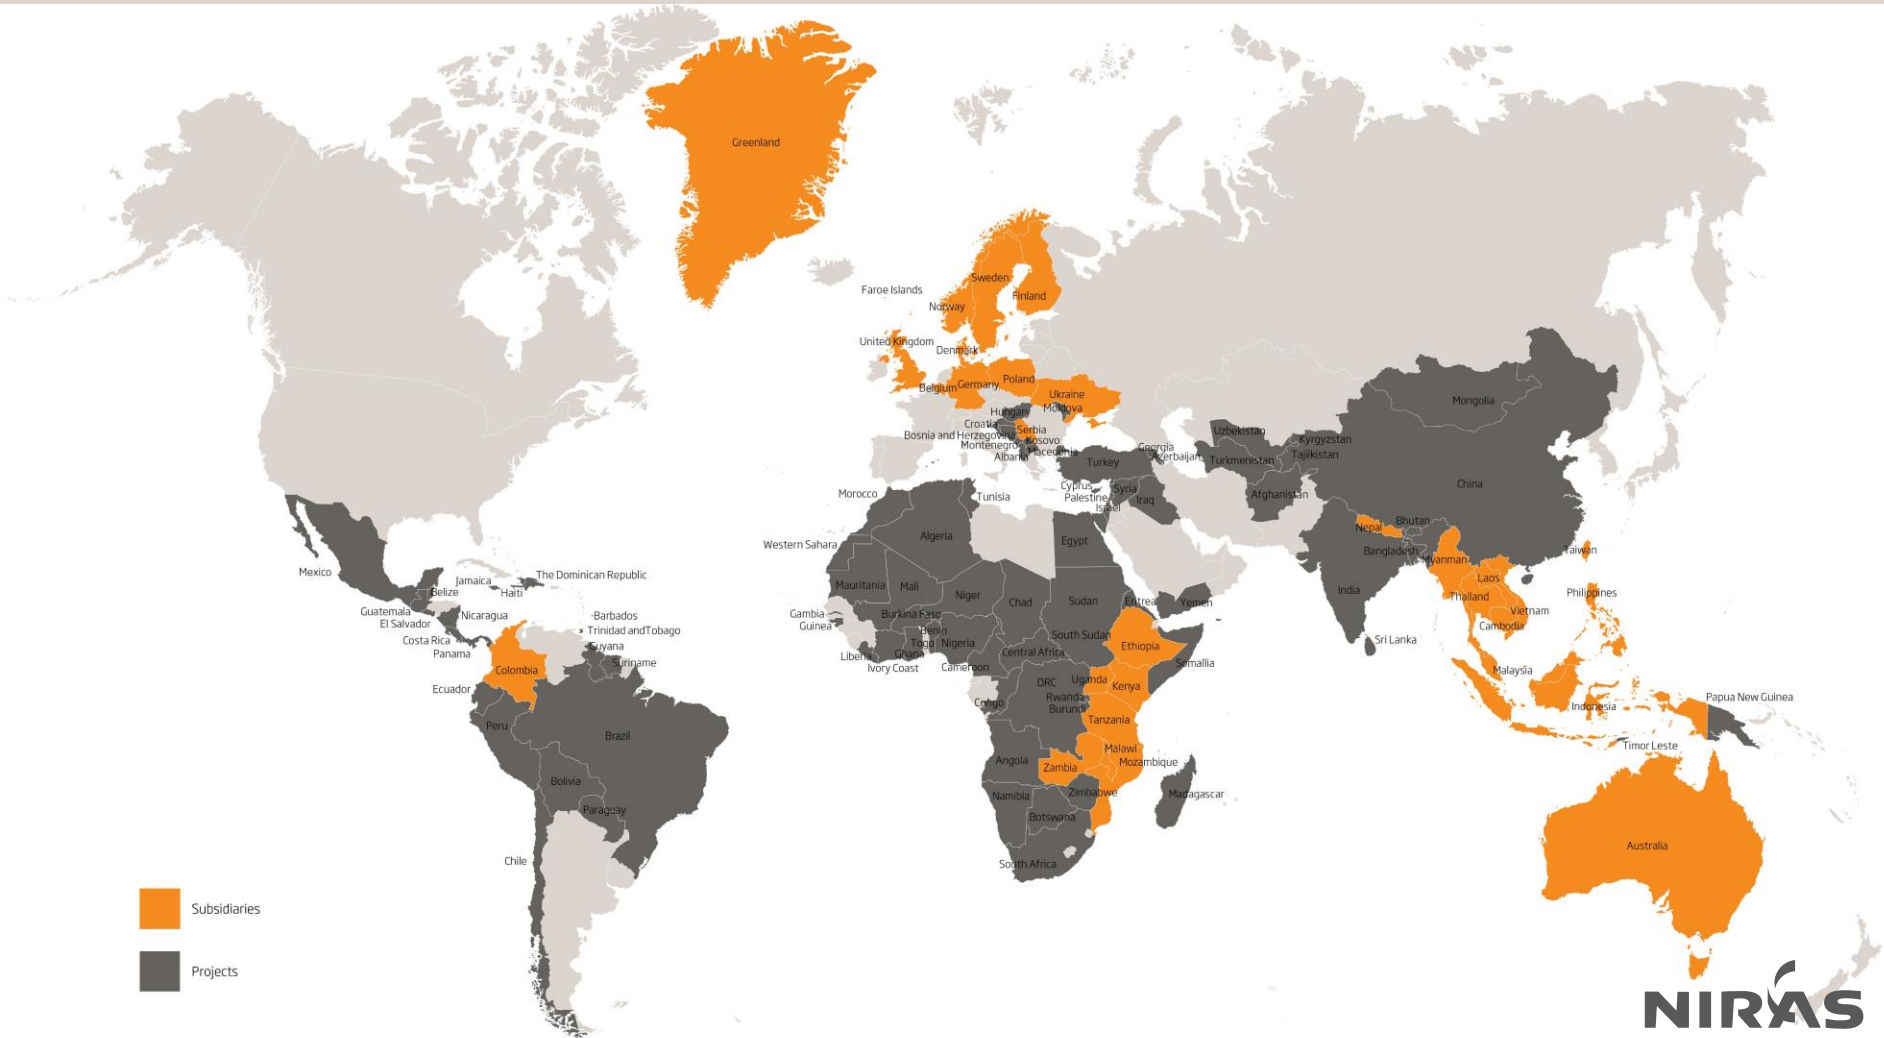 Greenland
Faroe Islands
Sweden
Finland
Norway
United Kingdom
Denmark
Belgium
Germany
Poland
Ukraine
Moldova
Hungary
Croatia
Serbia
Bosnia and Herzegovina
Kosovo
Montenegro
Macedonia
Albania
Georgia
Azerbaijan
Turkey
Cyprus
Syria
Palestine
Iraq
Israel
Uzbekistan
Kyrgyzstan
Turkmenistan
Tajiikistan
Afghanistan
Mongolia
China
Nepal
Bhutan
Bangladesh
Myanman
Taiwan
India
Laos
Thailand
Vietnam
Cambodia
Philippines
Sri Lanka
Malaysia
Indonesia
Papua New Guinea
Timor Leste
Australia
Morocco
Tunisia
Algeria
Egypt
Western Sahara
Mauritania
Mali
Niger
Chad
Sudan
Eritrea
Yemen
Gambia
Guinea
Burkina Faso
Benin
Togo
Nigeria
Ghana
Liberia
Ivory Coast
Cameroon
Central Africa
South Sudan
Ethiopia
Somallia
DRC
Uganda
Kenya
Rwanda
Burundi
Congo
Tanzania
Angola
Zambia
Malawi
Mozambique
Namibia
Zimbabwe
Botswana
Madagascar
South Africa
Mexico
Jamaica
The Dominican Republic
Belize
Haiti
Guatemala
Nicaragua
El Salvador
Barbados
Trinidad andTobago
Costa Rica
Panama
Guyana
Suriname
Colombia
Ecuador
Peru
Brazil
Bolivia
Paraguay
Chile
Subsidiaries
Projects
NIRAS